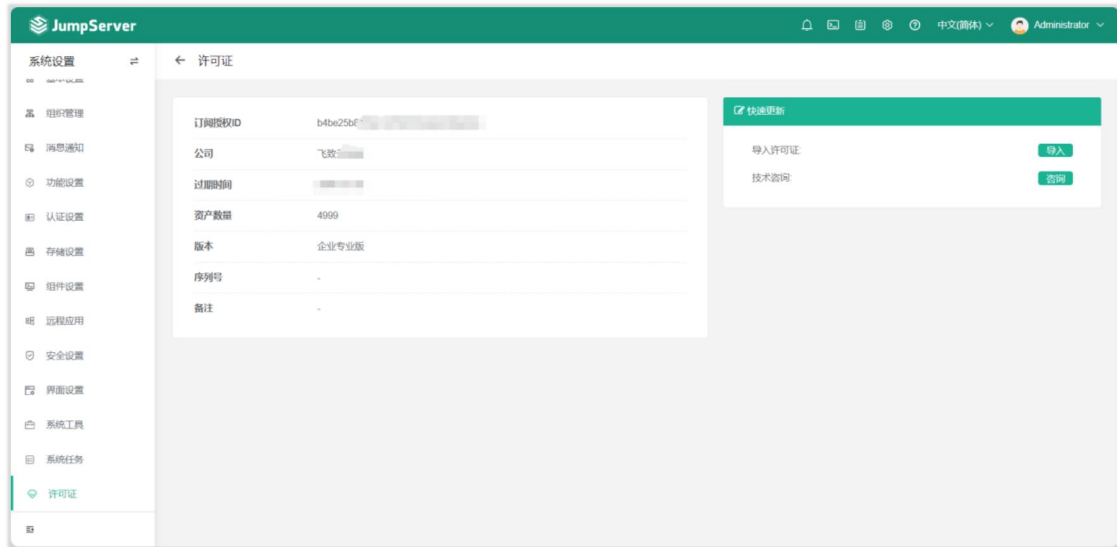 JumpServer
中文(简体)
Administrator
系统设置
← 许可证
基本设置
组织管理
消息通知
功能设置
认证设置
存储设置
组件设置
远程应用
安全设置
界面设置
系统工具
系统任务
许可证
订阅授权ID b4be25b8
公司 飞致
过期时间
资产数量 4999
版本 企业专业版
序列号 -
备注 -
快速更新
导入许可证: 导入
技术咨询: 咨询